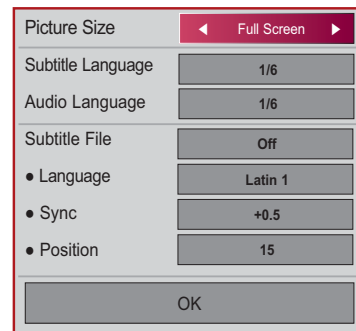 Picture Size ◄ Full Screen ►
Subtitle Language 1/6
Audio Language 1/6
Subtitle File Off
● Language Latin 1
● Sync +0.5
● Position 15
OK